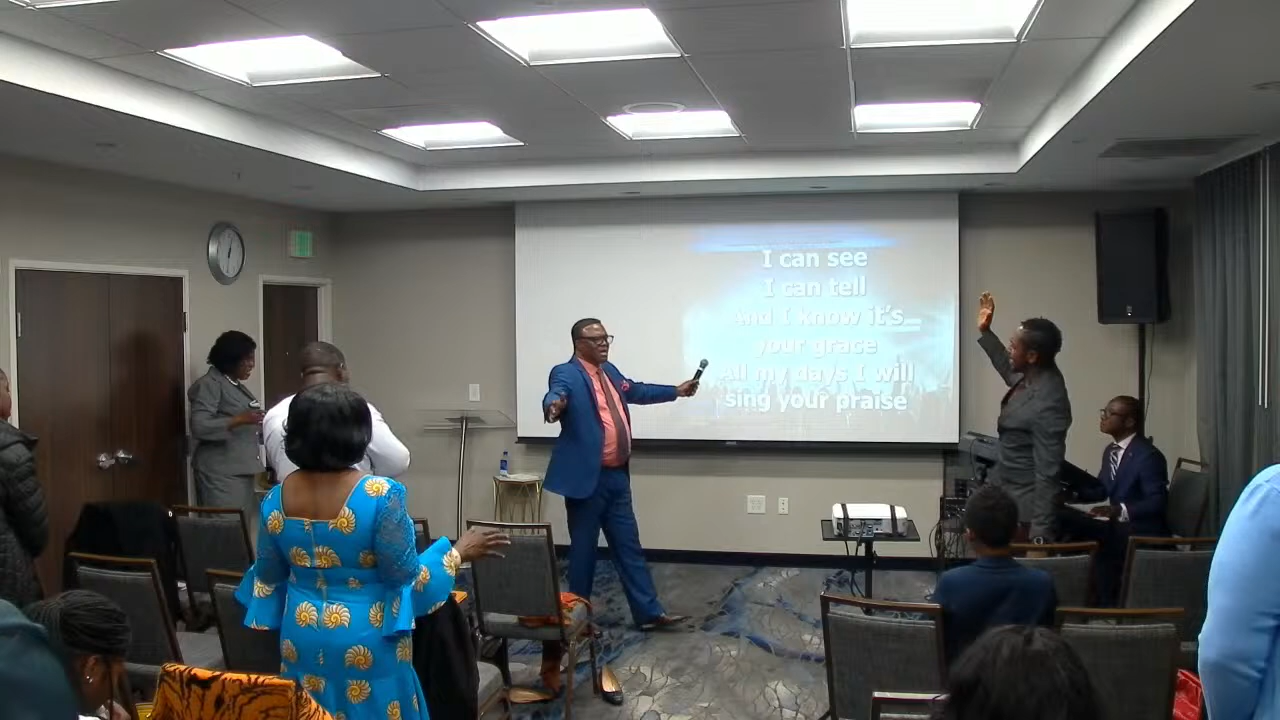 I can see
I can tell
And I know it's
your grace
all my days I will
sing your praise